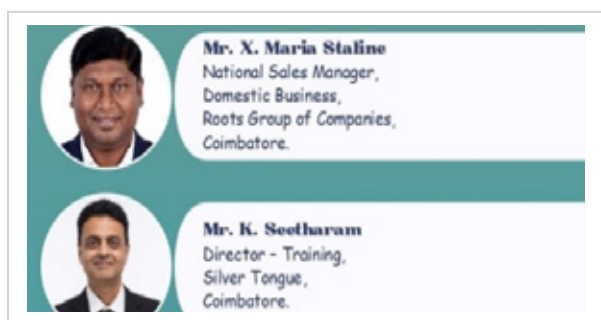 Mr. X. Maria Staline
National Sales Manager,
Domestic Business,
Roots Group of Companies,
Coimbatore.
Mr. K. Seetharam
Director - Training,
Silver Tongue,
Coimbatore.